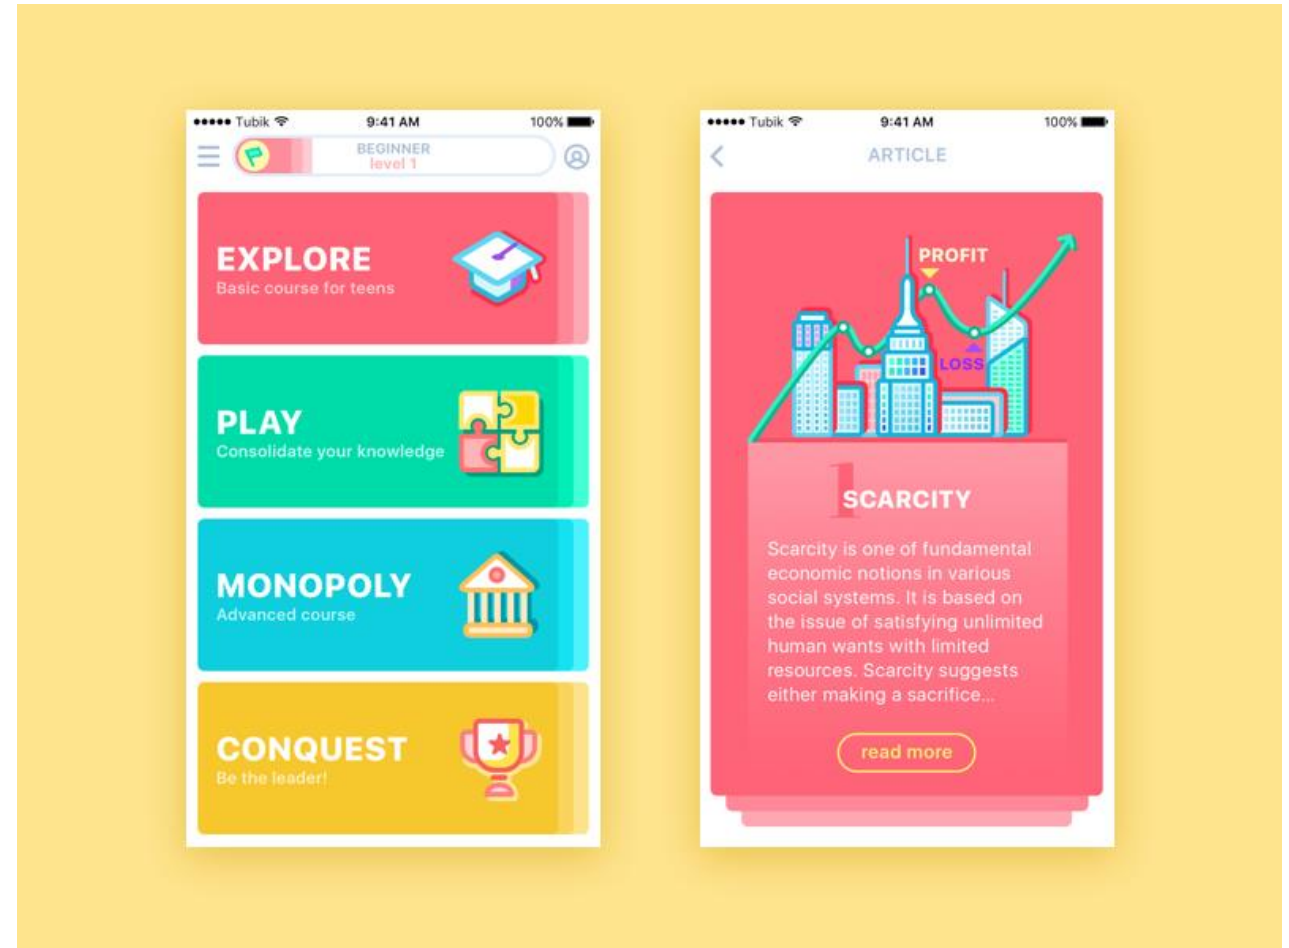 Tubik 9:41 AM 100%
BEGINNER
level 1
EXPLORE
Basic course for teens
PLAY
Consolidate your knowledge
MONOPOLY
Advanced course
CONQUEST
Be the leader!
Tubik 9:41 AM 100%
ARTICLE
PROFIT
LOSS
1
SCARCITY
Scarcity is one of fundamental
economic notions in various
social systems. It is based on
the issue of satisfying unlimited
human wants with limited
resources. Scarcity suggests
either making a sacrifice...
read more